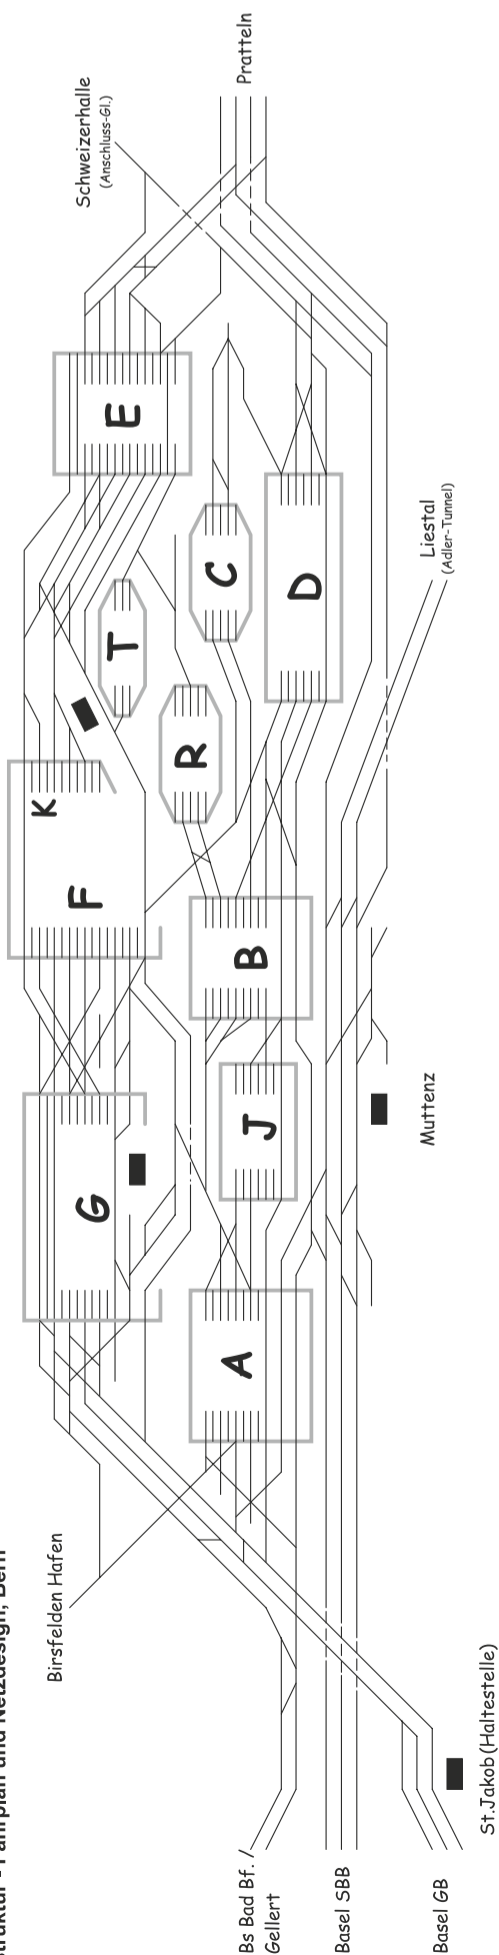 struktur - Fahrplan und Netzdesign, Bern
Birsfelden Hafen
Schweizerhalle
(Anschluss-Gl.)
Pratteln
G
F
K
T
E
A
J
B
R
C
D
Bs Bad Bf. /
Gellert
Basel SBB
Basel GB
St.Jakob (Haltestelle)
Muttenz
Liestal
(Adler-Tunnel)